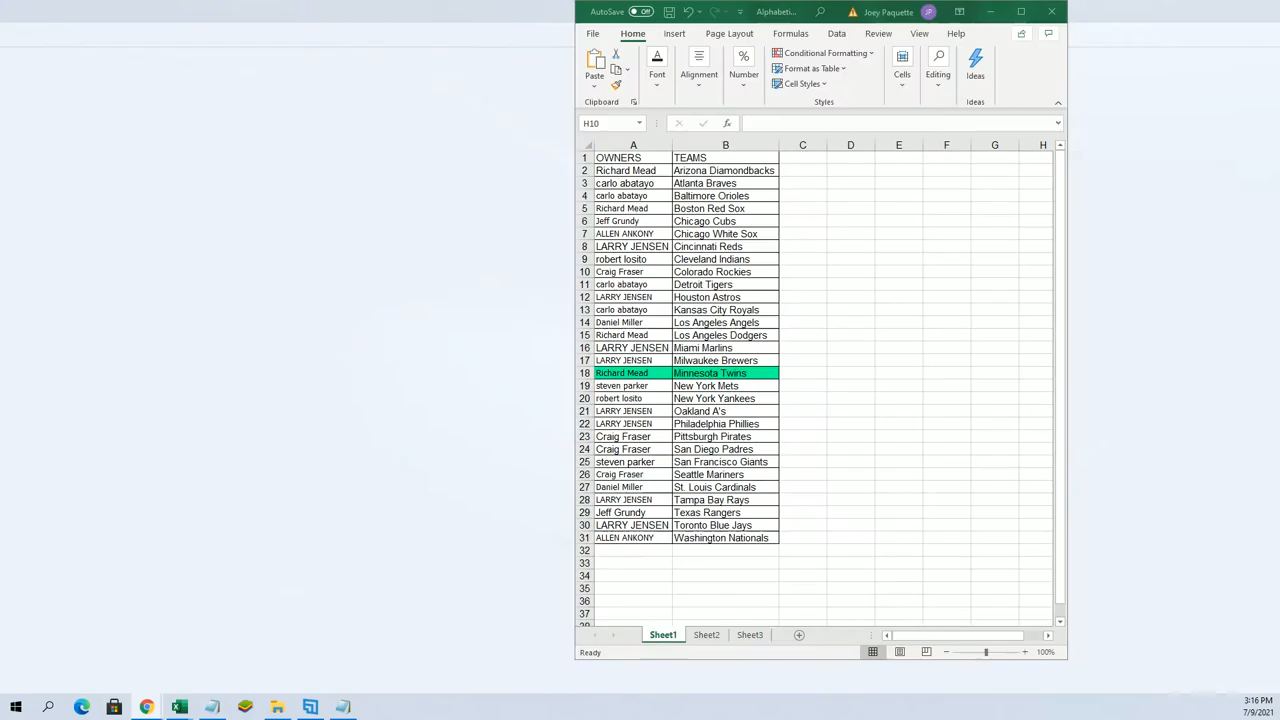 AutoSave Off Alphabeti... Joey Paquette JP
File Home Insert Page Layout Formulas Data Review View Help
Paste Font Alignment Number Conditional Formatting Format as Table Cell Styles Cells Editing Ideas
Clipboard Styles Ideas
H10
A B C D E F G H
1 OWNERS TEAMS
2 Richard Mead Arizona Diamondbacks
3 carlo abatayo Atlanta Braves
4 carlo abatayo Baltimore Orioles
5 Richard Mead Boston Red Sox
6 Jeff Grundy Chicago Cubs
7 ALLEN ANKONY Chicago White Sox
8 LARRY JENSEN Cincinnati Reds
9 robert losito Cleveland Indians
10 Craig Fraser Colorado Rockies
11 carlo abatayo Detroit Tigers
12 LARRY JENSEN Houston Astros
13 carlo abatayo Kansas City Royals
14 Daniel Miller Los Angeles Angels
15 Richard Mead Los Angeles Dodgers
16 LARRY JENSEN Miami Marlins
17 LARRY JENSEN Milwaukee Brewers
18 Richard Mead Minnesota Twins
19 steven parker New York Mets
20 robert losito New York Yankees
21 LARRY JENSEN Oakland A's
22 LARRY JENSEN Philadelphia Phillies
23 Craig Fraser Pittsburgh Pirates
24 Craig Fraser San Diego Padres
25 steven parker San Francisco Giants
26 Craig Fraser Seattle Mariners
27 Daniel Miller St. Louis Cardinals
28 LARRY JENSEN Tampa Bay Rays
29 Jeff Grundy Texas Rangers
30 LARRY JENSEN Toronto Blue Jays
31 ALLEN ANKONY Washington Nationals
32
33
34
35
36
37
38
Sheet1 Sheet2 Sheet3
Ready 100%
3:16 PM
7/9/2021